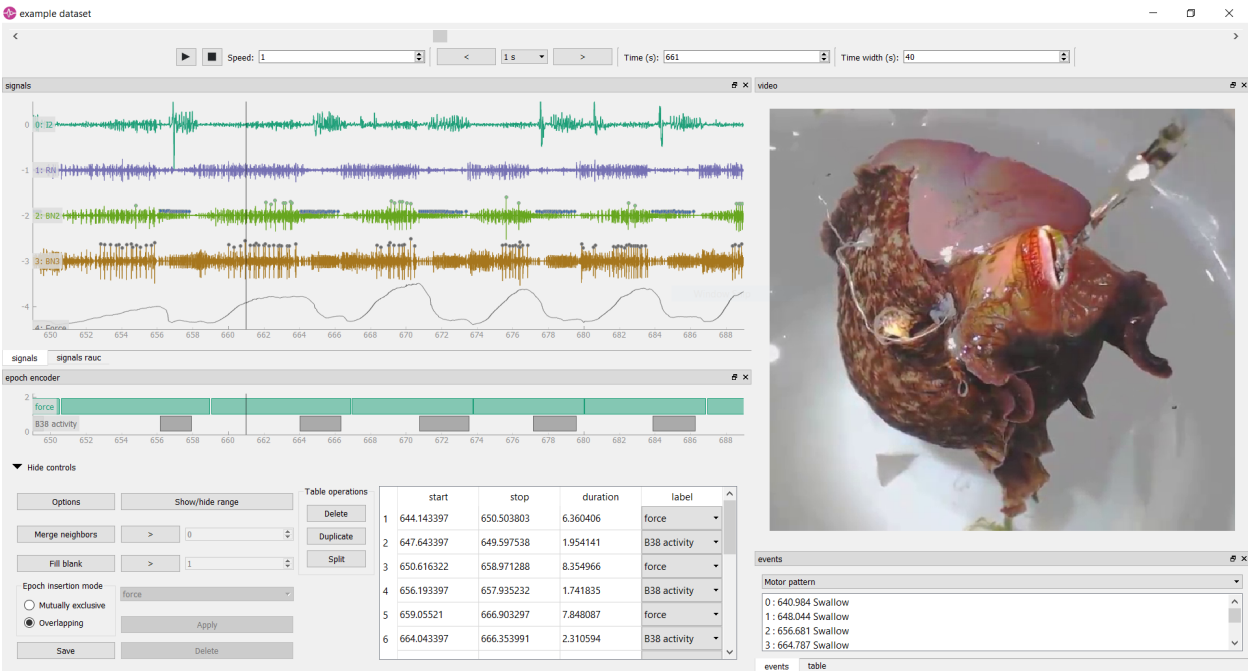 example dataset
Speed: 1 < 1 s > Time (s): 661 Time width (s): 40
signals
0
0: I2
-1
1: RN
-2
2: BN2
-3
3: BN3
-4
4: Force
650 652 654 656 658 660 662 664 666 668 670 672 674 676 678 680 682 684 686 688
signals signals rauc
epoch encoder
2
force
B38 activity
0
650 652 654 656 658 660 662 664 666 668 670 672 674 676 678 680 682 684 686 688
Hide controls
Options Show/hide range
Merge neighbors > 0
Fill blank > 1
Epoch insertion mode
Mutually exclusive
Overlapping
force
Apply
Save Delete
Table operations
Delete
Duplicate
Split
start stop duration label
1 644.143397 650.503803 6.360406 force
2 647.643397 649.597538 1.954141 B38 activity
3 650.616322 658.971288 8.354966 force
4 656.193397 657.935232 1.741835 B38 activity
5 659.05521 666.903297 7.848087 force
6 664.043397 666.353991 2.310594 B38 activity
video
events
Motor pattern
0 : 640.984 Swallow
1 : 648.044 Swallow
2 : 656.681 Swallow
3 : 664.787 Swallow
events table